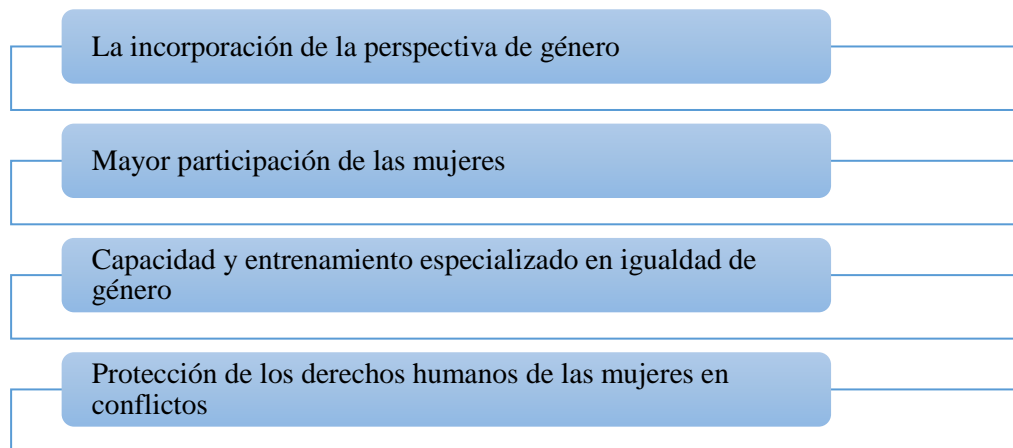 La incorporación de la perspectiva de género
Mayor participación de las mujeres
Capacidad y entrenamiento especializado en igualdad de
género
Protección de los derechos humanos de las mujeres en
conflictos